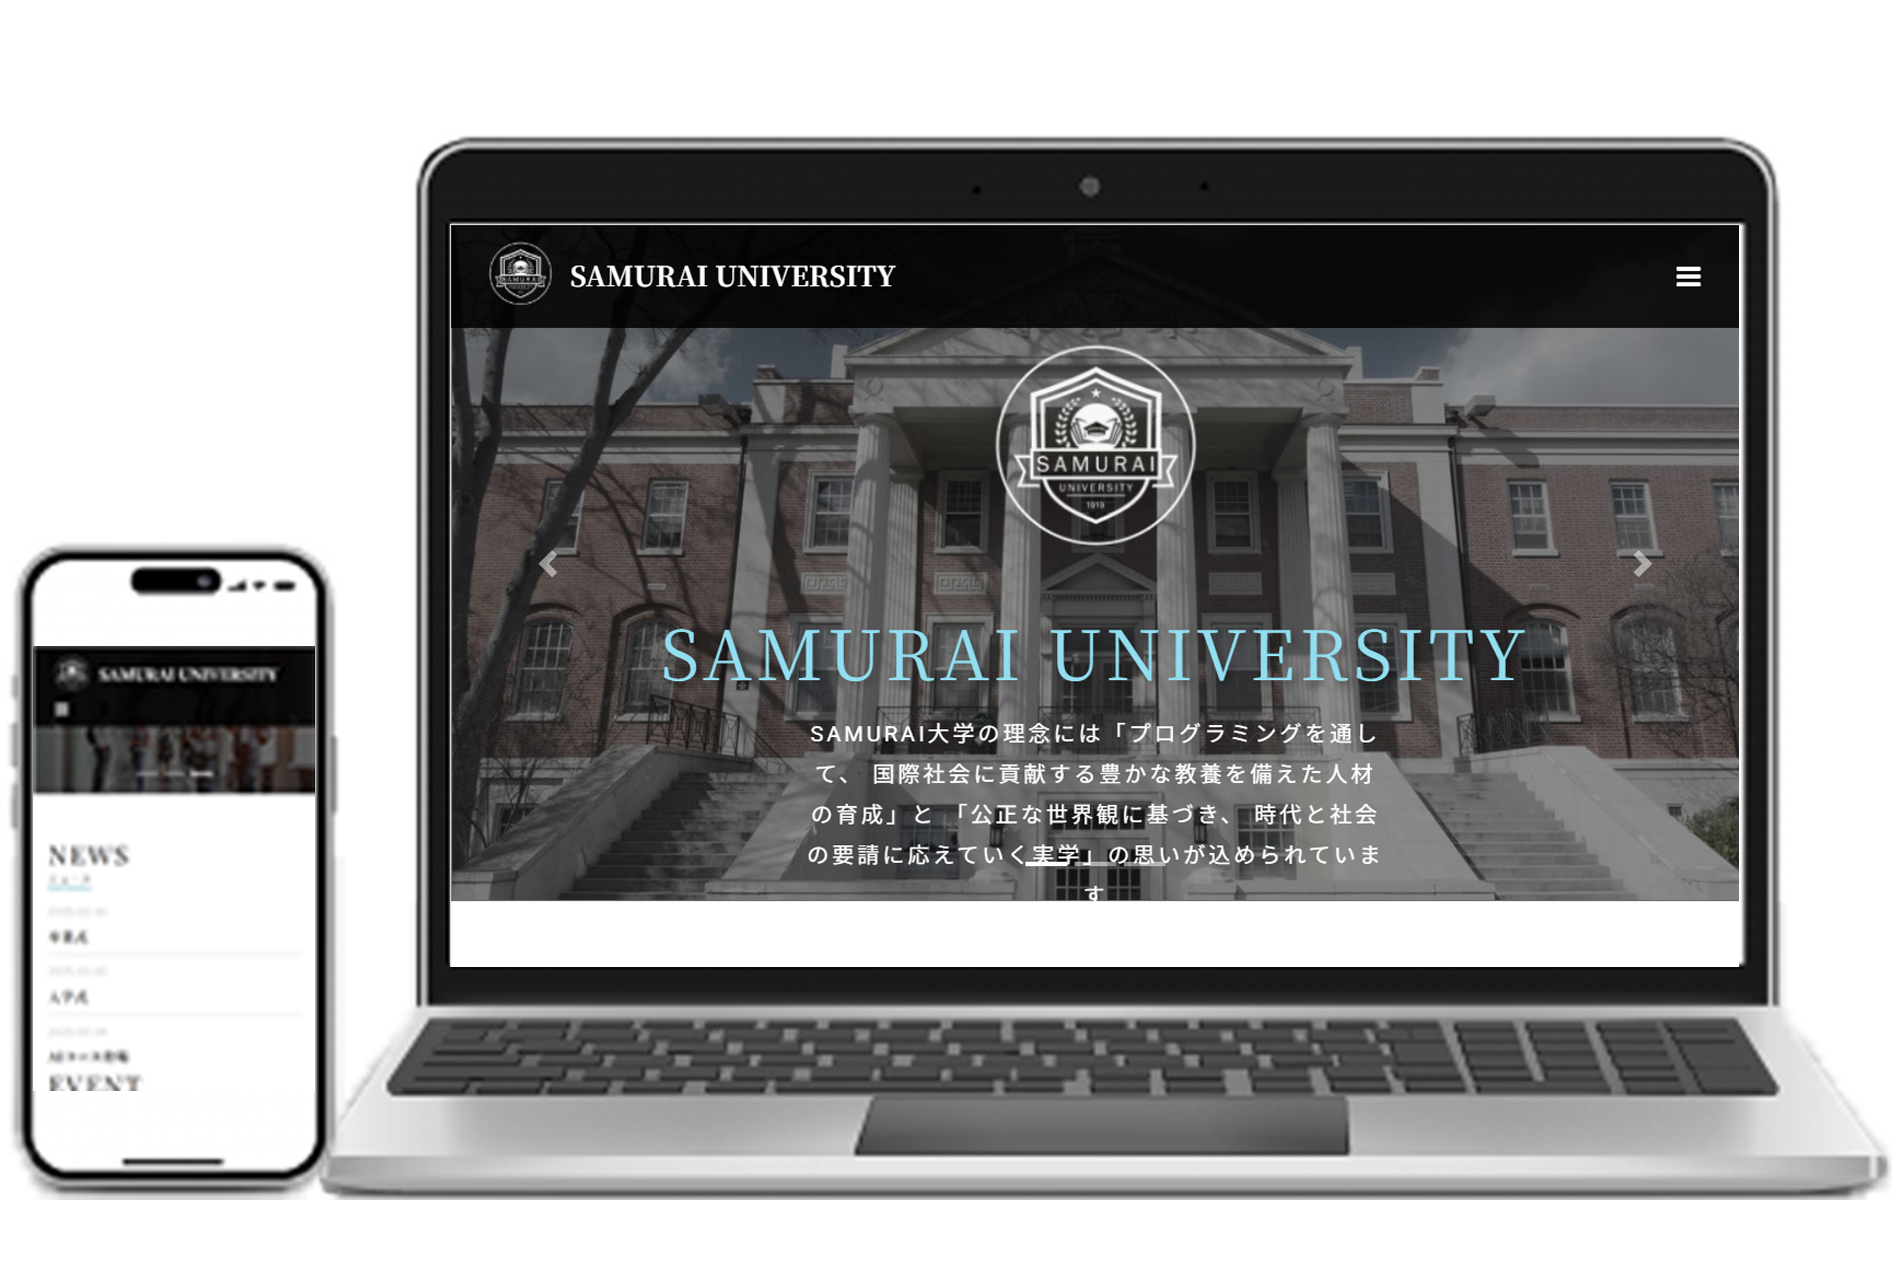 SAMURAI UNIVERSITY
SAMURAI
UNIVERSITY
1919
SAMURAI UNIVERSITY
SAMURAI大学の理念には「プログラミングを通し
て、 国際社会に貢献する豊かな教養を備えた人材
の育成」と 「公正な世界観に基づき、 時代と社会
の要請に応えていく実学」の思いが込められていま
す
SAMURAI UNIVERSITY
NEWS
ニュース
卒業式
入学式
EVENT